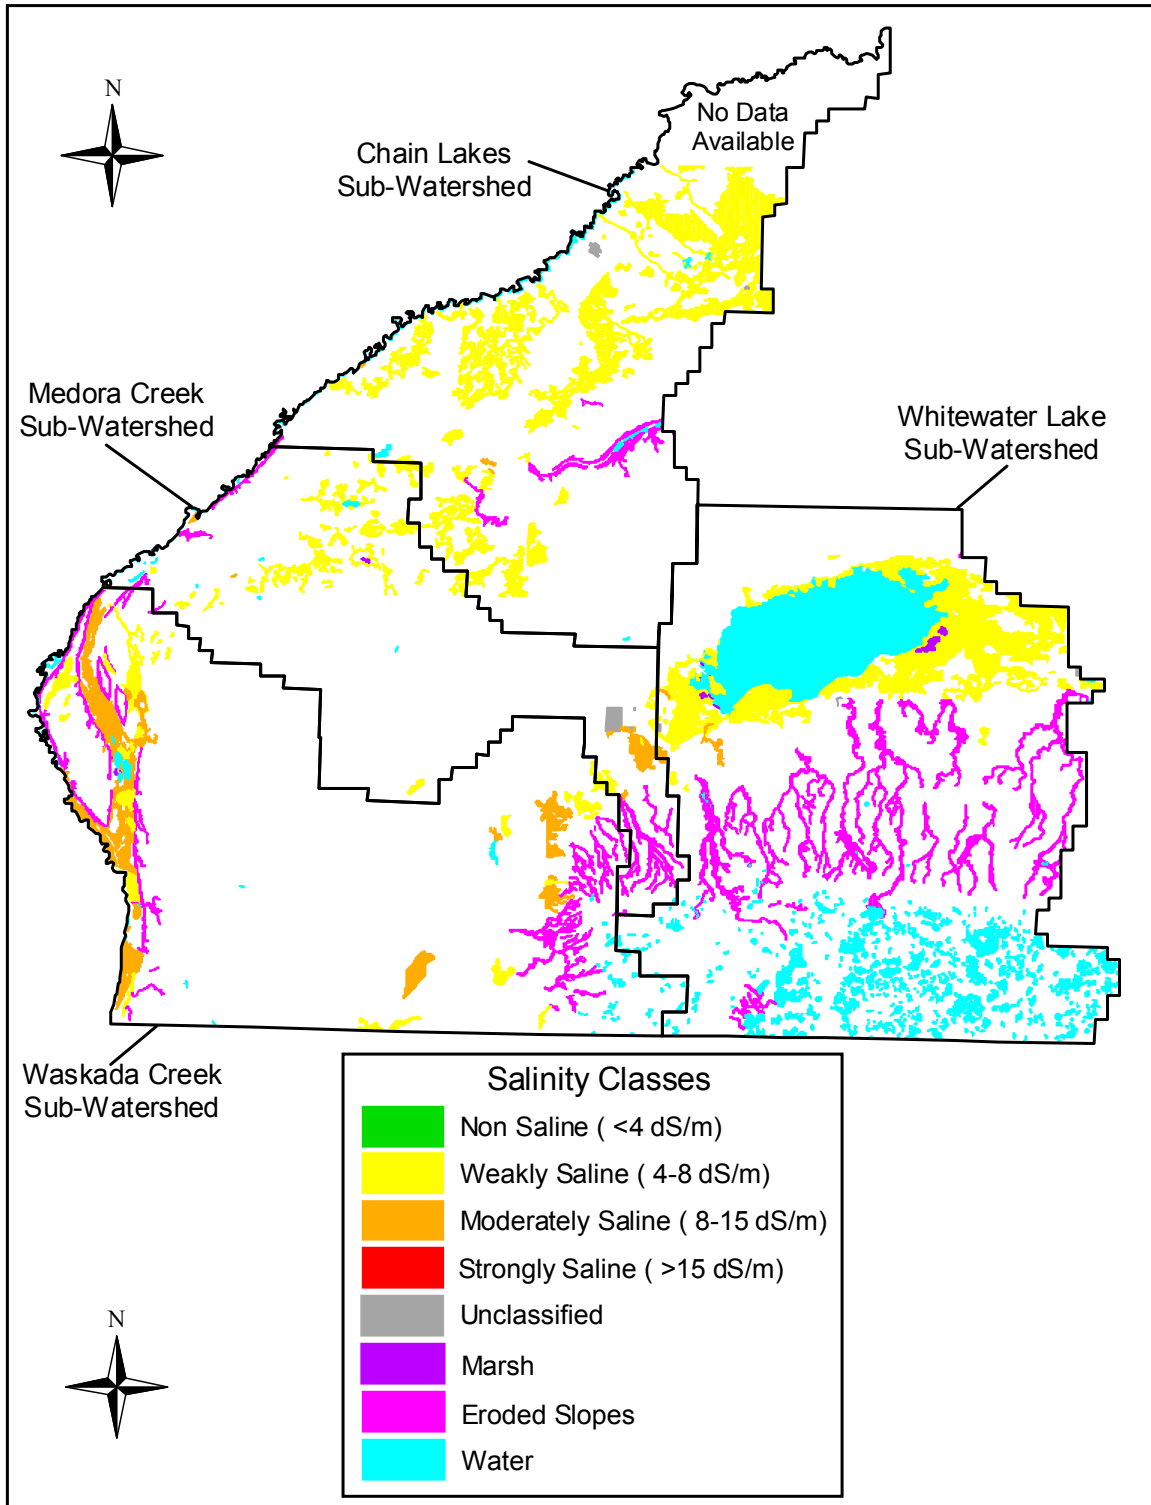 N
No Data
Available
Chain Lakes
Sub-Watershed
Medora Creek
Sub-Watershed
Whitewater Lake
Sub-Watershed
Waskada Creek
Sub-Watershed
Salinity Classes
Non Saline ( <4 dS/m)
Weakly Saline ( 4-8 dS/m)
Moderately Saline ( 8-15 dS/m)
Strongly Saline ( >15 dS/m)
Unclassified
Marsh
Eroded Slopes
Water
N